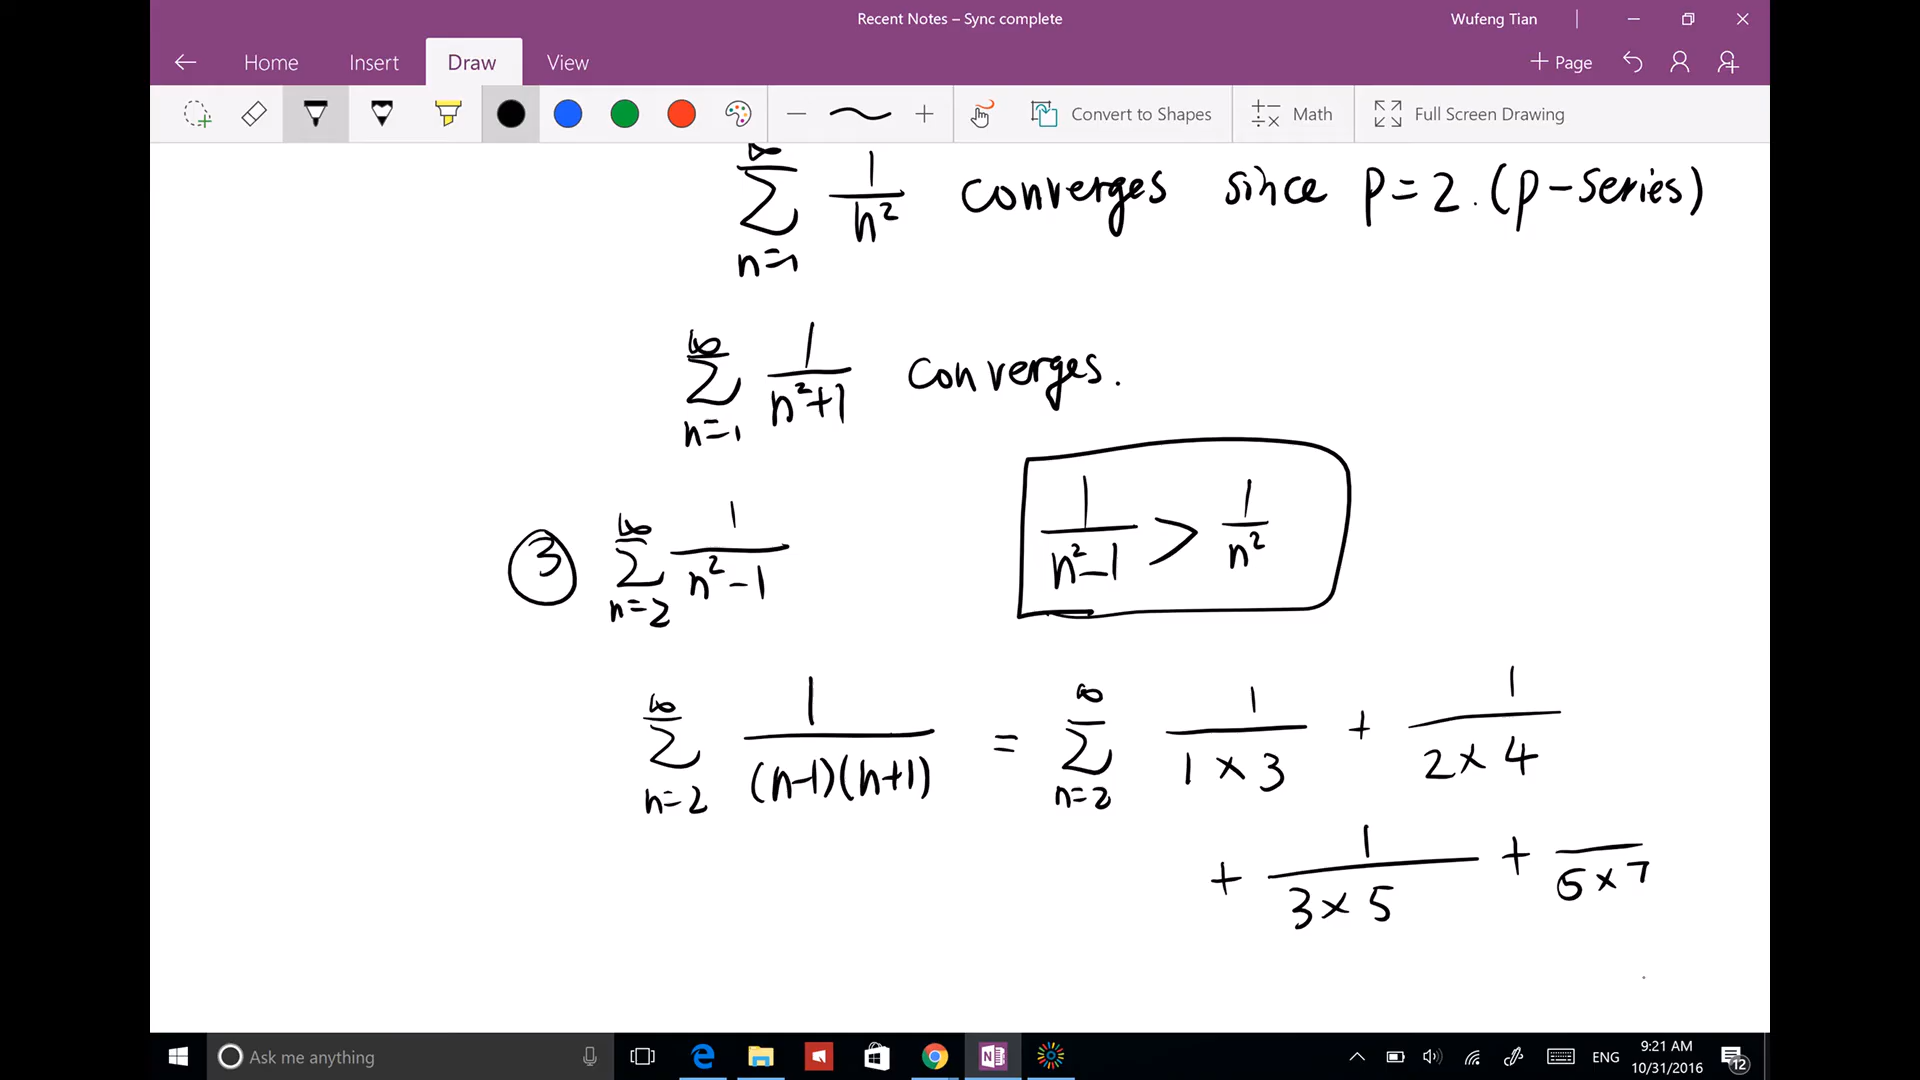 Recent Notes – Sync complete
Wufeng Tian
Home Insert Draw View
+ Page
Convert to Shapes Math Full Screen Drawing
∞ ∑ n=1 1/n² converges since p=2. (p-series)
∞ ∑ n=1 1/(n²+1) converges.
③ ∞ ∑ n=2 1/(n²-1)
1/(n²-1) > 1/n²
∞ ∑ n=2 1/((n-1)(n+1)) = ∞ ∑ n=2 1/(1×3) + 1/(2×4)
+ 1/(3×5) + —/(5×7)
Ask me anything
ENG
9:21 AM
10/31/2016
12